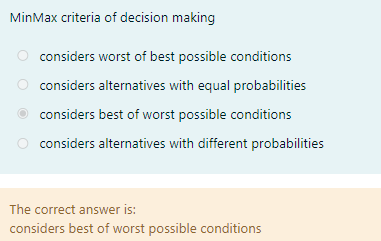 MinMax criteria of decision making
considers worst of best possible conditions
considers alternatives with equal probabilities
considers best of worst possible conditions
considers alternatives with different probabilities
The correct answer is:
considers best of worst possible conditions